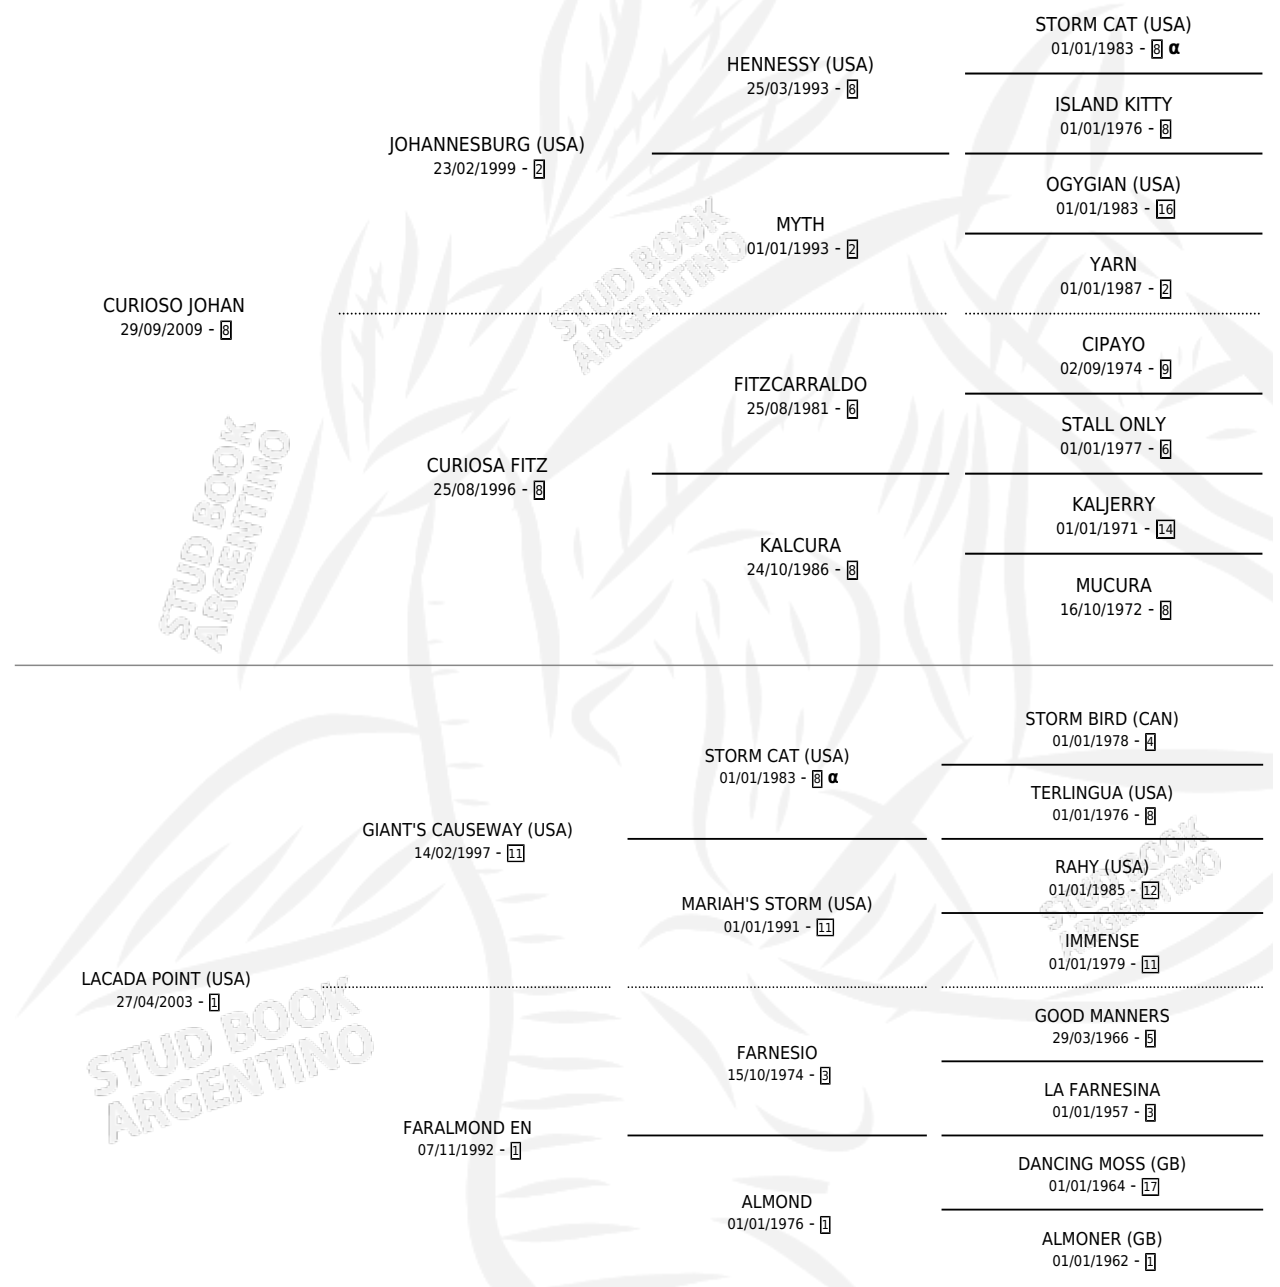 STORM CAT (USA)
01/01/1983 - 8 α
HENNESSY (USA)
25/03/1993 - 8
ISLAND KITTY
01/01/1976 - 8
JOHANNESBURG (USA)
23/02/1999 - 2
OGYGIAN (USA)
01/01/1983 - 16
MYTH
01/01/1993 - 2
YARN
01/01/1987 - 2
CURIOSO JOHAN
29/09/2009 - 8
CIPAYO
02/09/1974 - 9
FITZCARRALDO
25/08/1981 - 6
STALL ONLY
01/01/1977 - 6
CURIOSA FITZ
25/08/1996 - 8
KALJERRY
01/01/1971 - 14
KALCURA
24/10/1986 - 8
MUCURA
16/10/1972 - 8
STUD BOOK
ARGENTINO
STUD BOOK
ARGENTINO
STORM BIRD (CAN)
01/01/1978 - 4
STORM CAT (USA)
01/01/1983 - 8 α
TERLINGUA (USA)
01/01/1976 - 8
GIANT'S CAUSEWAY (USA)
14/02/1997 - 11
RAHY (USA)
01/01/1985 - 12
MARIAH'S STORM (USA)
01/01/1991 - 11
IMMENSE
01/01/1979 - 11
LACADA POINT (USA)
27/04/2003 - 1
GOOD MANNERS
29/03/1966 - 5
FARNESIO
15/10/1974 - 3
LA FARNESINA
01/01/1957 - 3
FARALMOND EN
07/11/1992 - 1
DANCING MOSS (GB)
01/01/1964 - 17
ALMOND
01/01/1976 - 1
ALMONER (GB)
01/01/1962 - 1
STUD BOOK
ARGENTINO
STUD BOOK
ARGENTINO